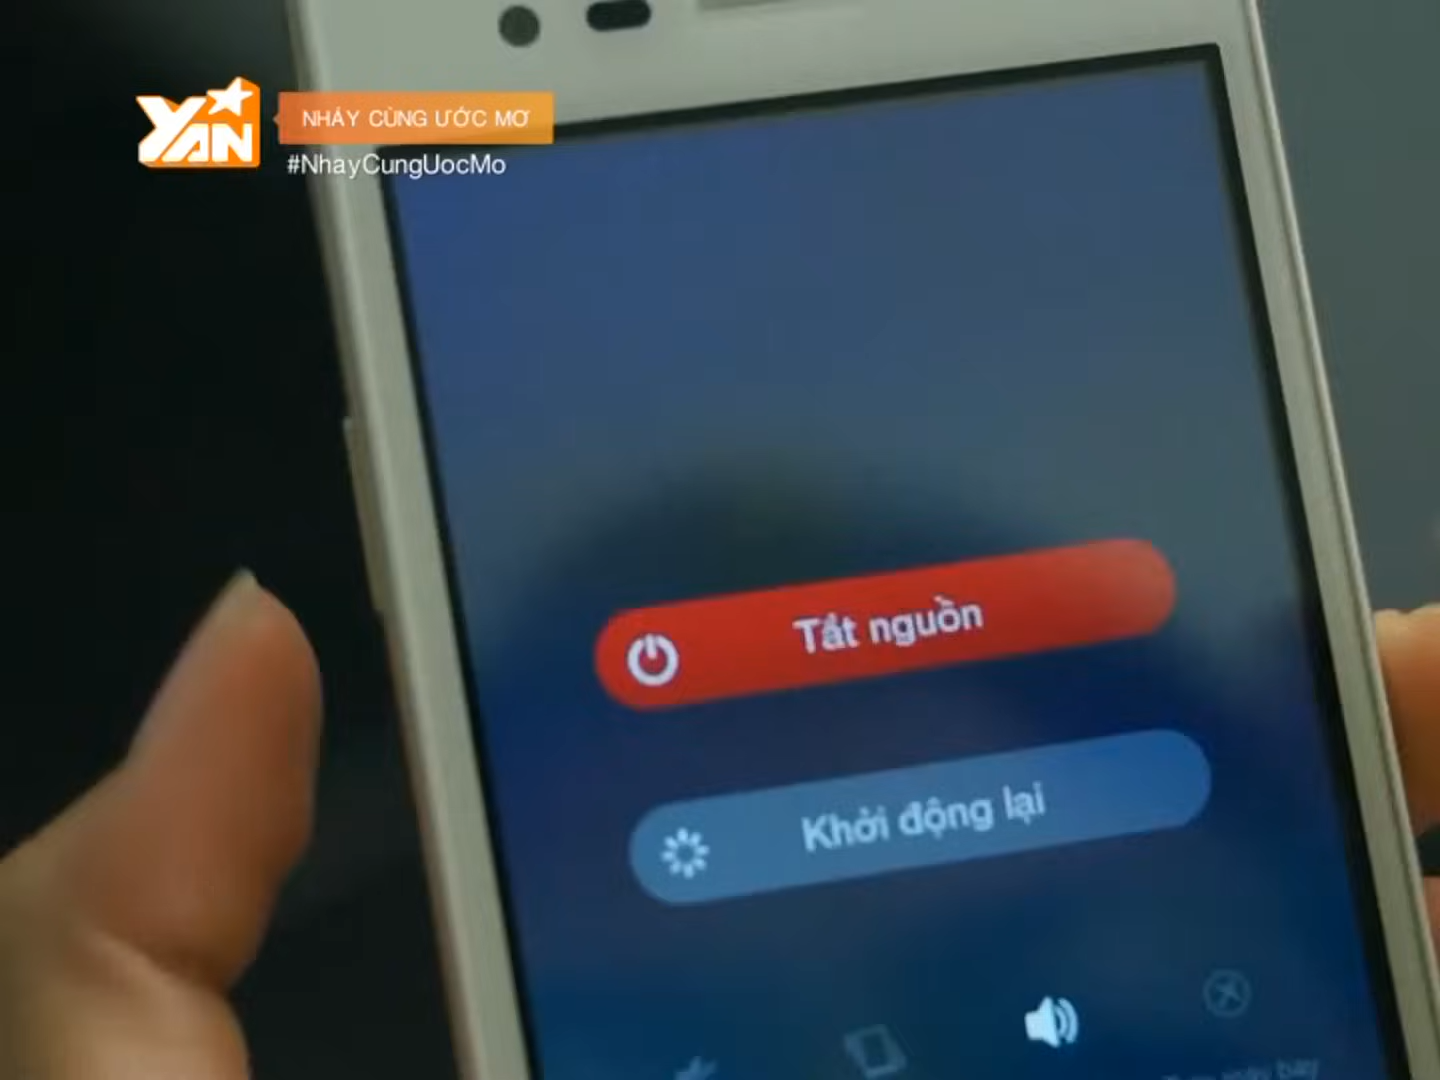 YAN
NHẢY CÙNG ƯỚC MƠ
#NhayCungUocMo
Tắt nguồn
Khởi động lại